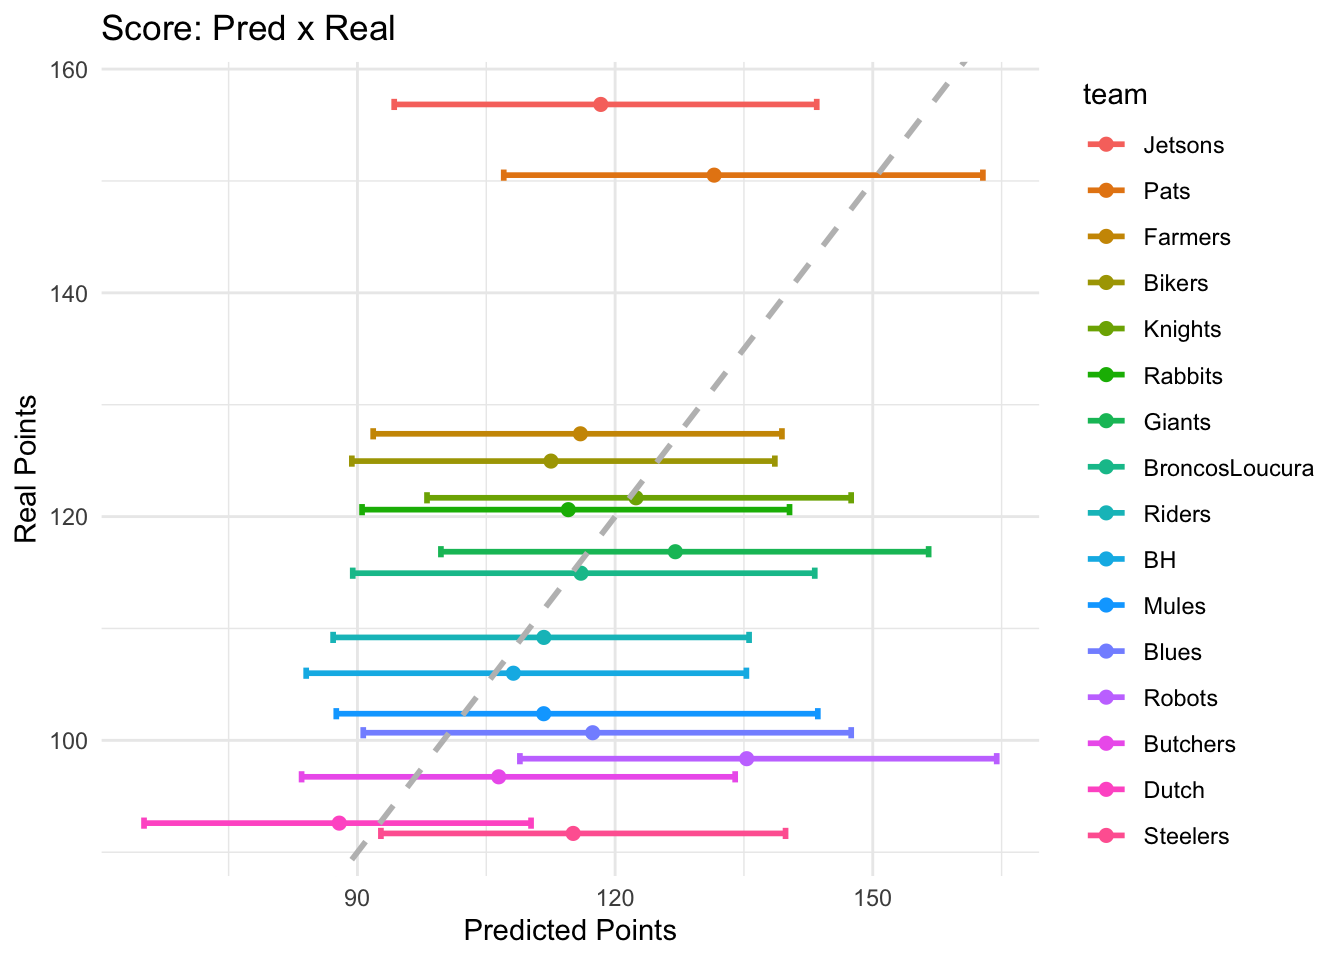 Score: Pred x Real
160
140
120
100
Real Points
90
120
150
Predicted Points
team
Jetsons
Pats
Farmers
Bikers
Knights
Rabbits
Giants
BroncosLoucura
Riders
BH
Mules
Blues
Robots
Butchers
Dutch
Steelers